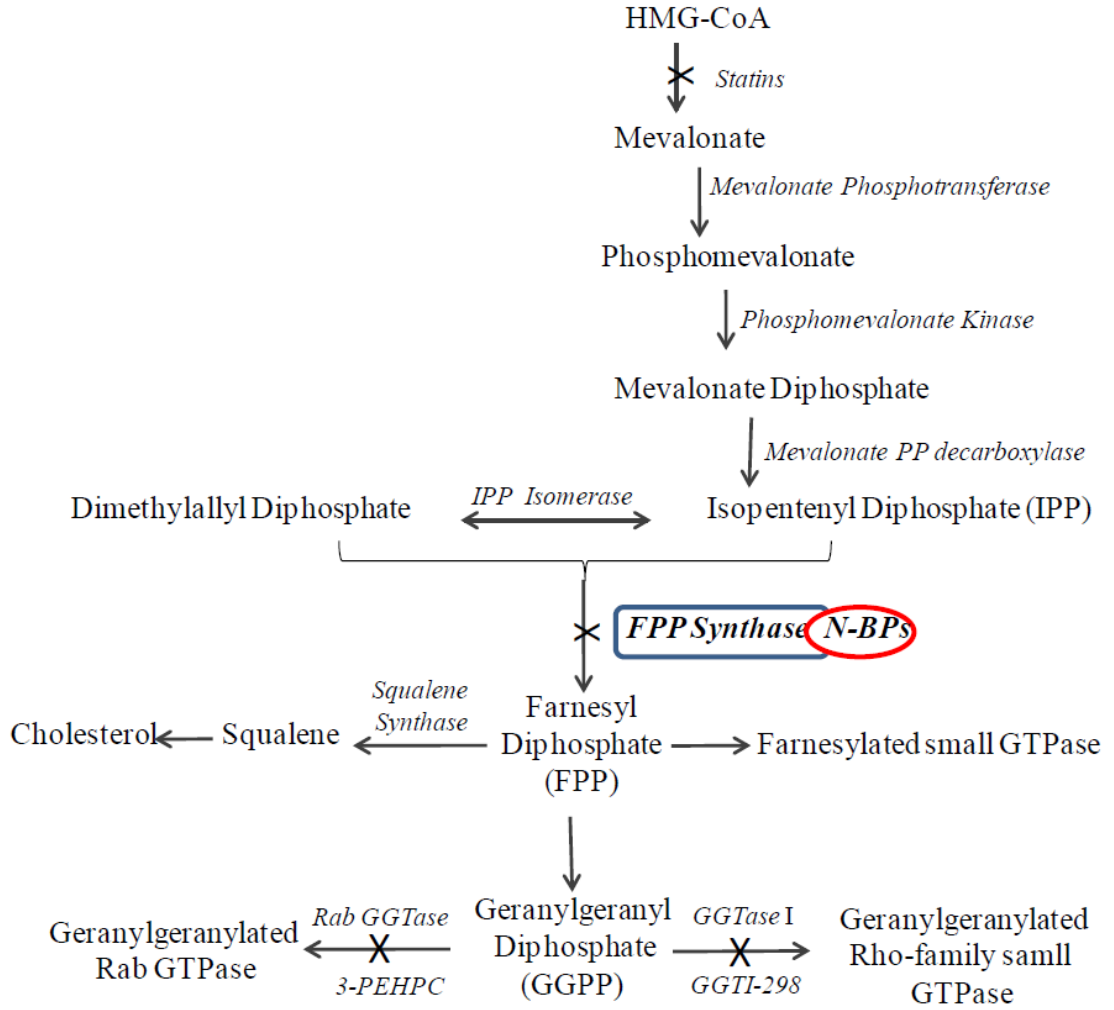 HMG-CoA
Statins
Mevalonate
Mevalonate Phosphotransferase
Phosphomevalonate
Phosphomevalonate Kinase
Mevalonate Diphosphate
Mevalonate PP decarboxylase
Dimethylallyl Diphosphate
IPP Isomerase
Isopentenyl Diphosphate (IPP)
FPP Synthase
N-BPs
Cholesterol
Squalene
Squalene
Synthase
Farnesyl
Diphosphate
(FPP)
Farnesylated small GTPase
Geranylgeranylated
Rab GTPase
Rab GGTase
3-PEHPC
Geranylgeranyl
Diphosphate
(GGPP)
GGTase I
GGTI-298
Geranylgeranylated
Rho-family samll
GTPase